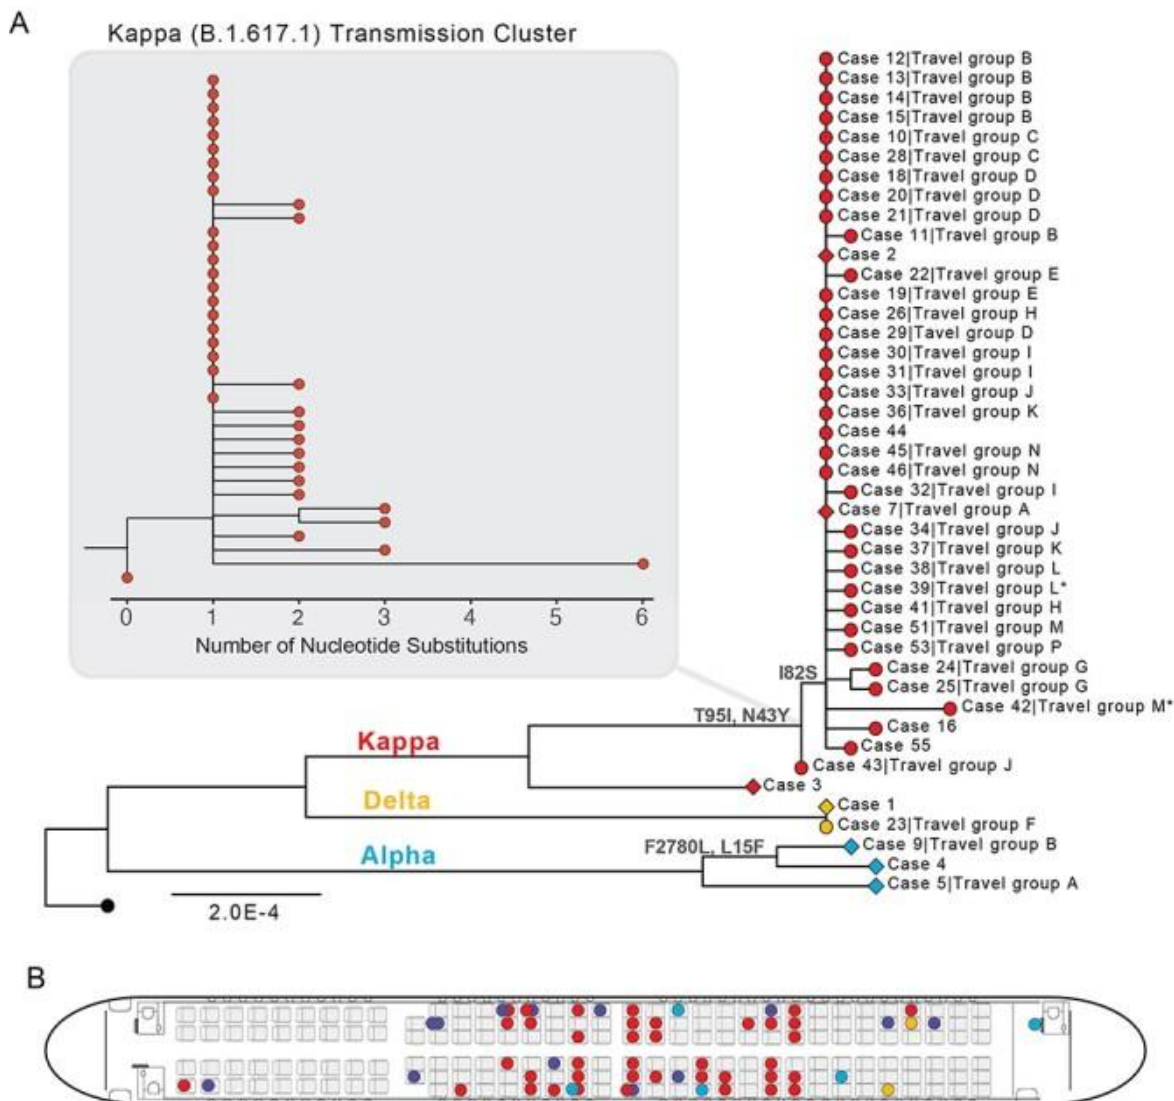 A
Kappa (B.1.617.1) Transmission Cluster
0 1 2 3 4 5 6
Number of Nucleotide Substitutions
Case 12|Travel group B
Case 13|Travel group B
Case 14|Travel group B
Case 15|Travel group B
Case 10|Travel group C
Case 28|Travel group C
Case 18|Travel group D
Case 20|Travel group D
Case 21|Travel group D
Case 11|Travel group B
Case 2
Case 22|Travel group E
Case 19|Travel group E
Case 26|Travel group H
Case 29|Tavel group D
Case 30|Travel group I
Case 31|Travel group I
Case 33|Travel group J
Case 36|Travel group K
Case 44
Case 45|Travel group N
Case 46|Travel group N
Case 32|Travel group I
Case 7|Travel group A
Case 34|Travel group J
Case 37|Travel group K
Case 38|Travel group L
Case 39|Travel group L*
Case 41|Travel group H
Case 51|Travel group M
Case 53|Travel group P
Case 24|Travel group G
Case 25|Travel group G
Case 42|Travel group M*
Case 16
Case 55
Case 43|Travel group J
Case 3
Case 1
Case 23|Travel group F
Case 9|Travel group B
Case 4
Case 5|Travel group A
I82S
T95I, N43Y
Kappa
Delta
F2780L, L15F
Alpha
2.0E-4
B